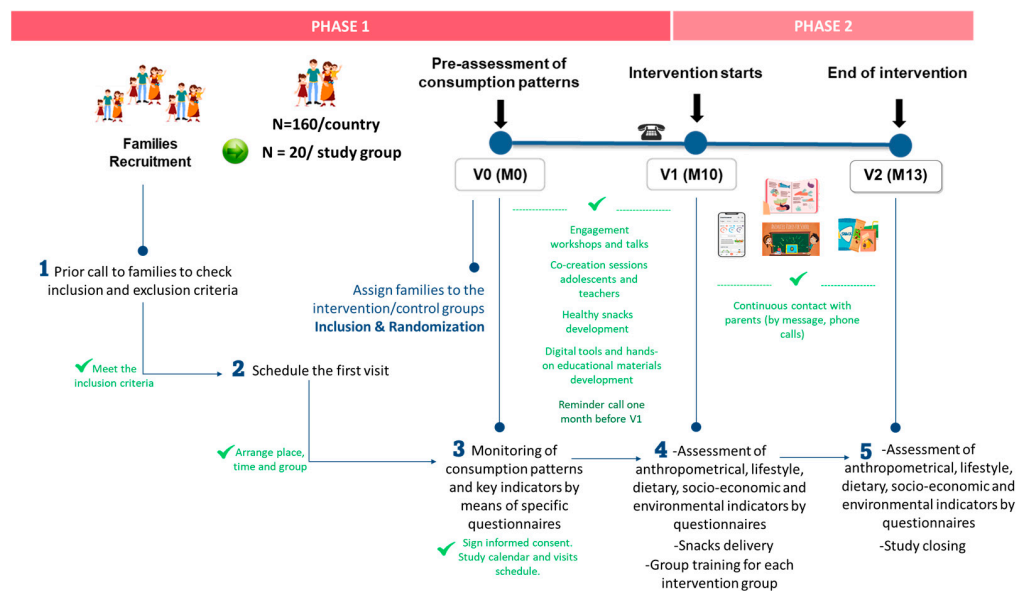 PHASE 1
PHASE 2
Families
Recruitment
N=160/country
N = 20/ study group
Pre-assessment of
consumption patterns
Intervention starts
End of intervention
V0 (M0)
V1 (M10)
V2 (M13)
1 Prior call to families to check
inclusion and exclusion criteria
Meet the
inclusion criteria
2 Schedule the first visit
Arrange place,
time and group
Assign families to the
intervention/control groups
Inclusion & Randomization
Engagement
workshops and talks
Co-creation sessions
adolescents and
teachers
Healthy snacks
development
Digital tools and hands-
on educational materials
development
Reminder call one
month before V1
Continuous contact with
parents (by message, phone
calls)
3 Monitoring of
consumption patterns
and key indicators by
means of specific
questionnaires
Sign informed consent.
Study calendar and visits
schedule.
4 -Assessment of
anthropometrical, lifestyle,
dietary, socio-economic and
environmental indicators by
questionnaires
-Snacks delivery
-Group training for each
intervention group
5 -Assessment of
anthropometrical, lifestyle,
dietary, socio-economic and
environmental indicators by
questionnaires
-Study closing